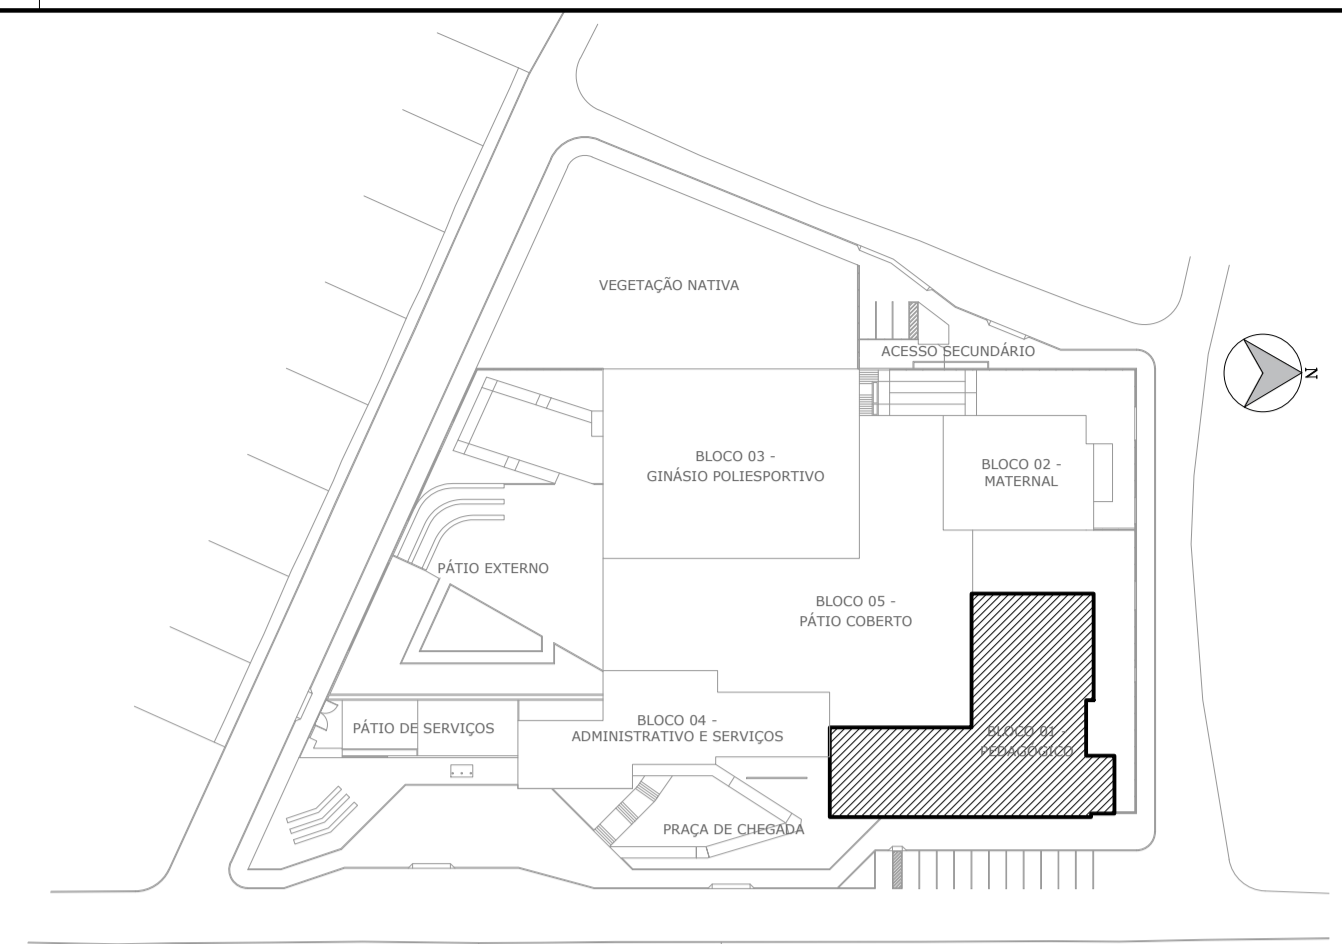 VEGETAÇÃO NATIVA
ACESSO SECUNDÁRIO
N
BLOCO 03 -
GINÁSIO POLIESPORTIVO
BLOCO 02 -
MATERNAL
PÁTIO EXTERNO
BLOCO 05 -
PÁTIO COBERTO
PÁTIO DE SERVIÇOS
BLOCO 04 -
ADMINISTRATIVO E SERVIÇOS
BLOCO 01 -
PEDAGÓGICO
PRAÇA DE CHEGADA